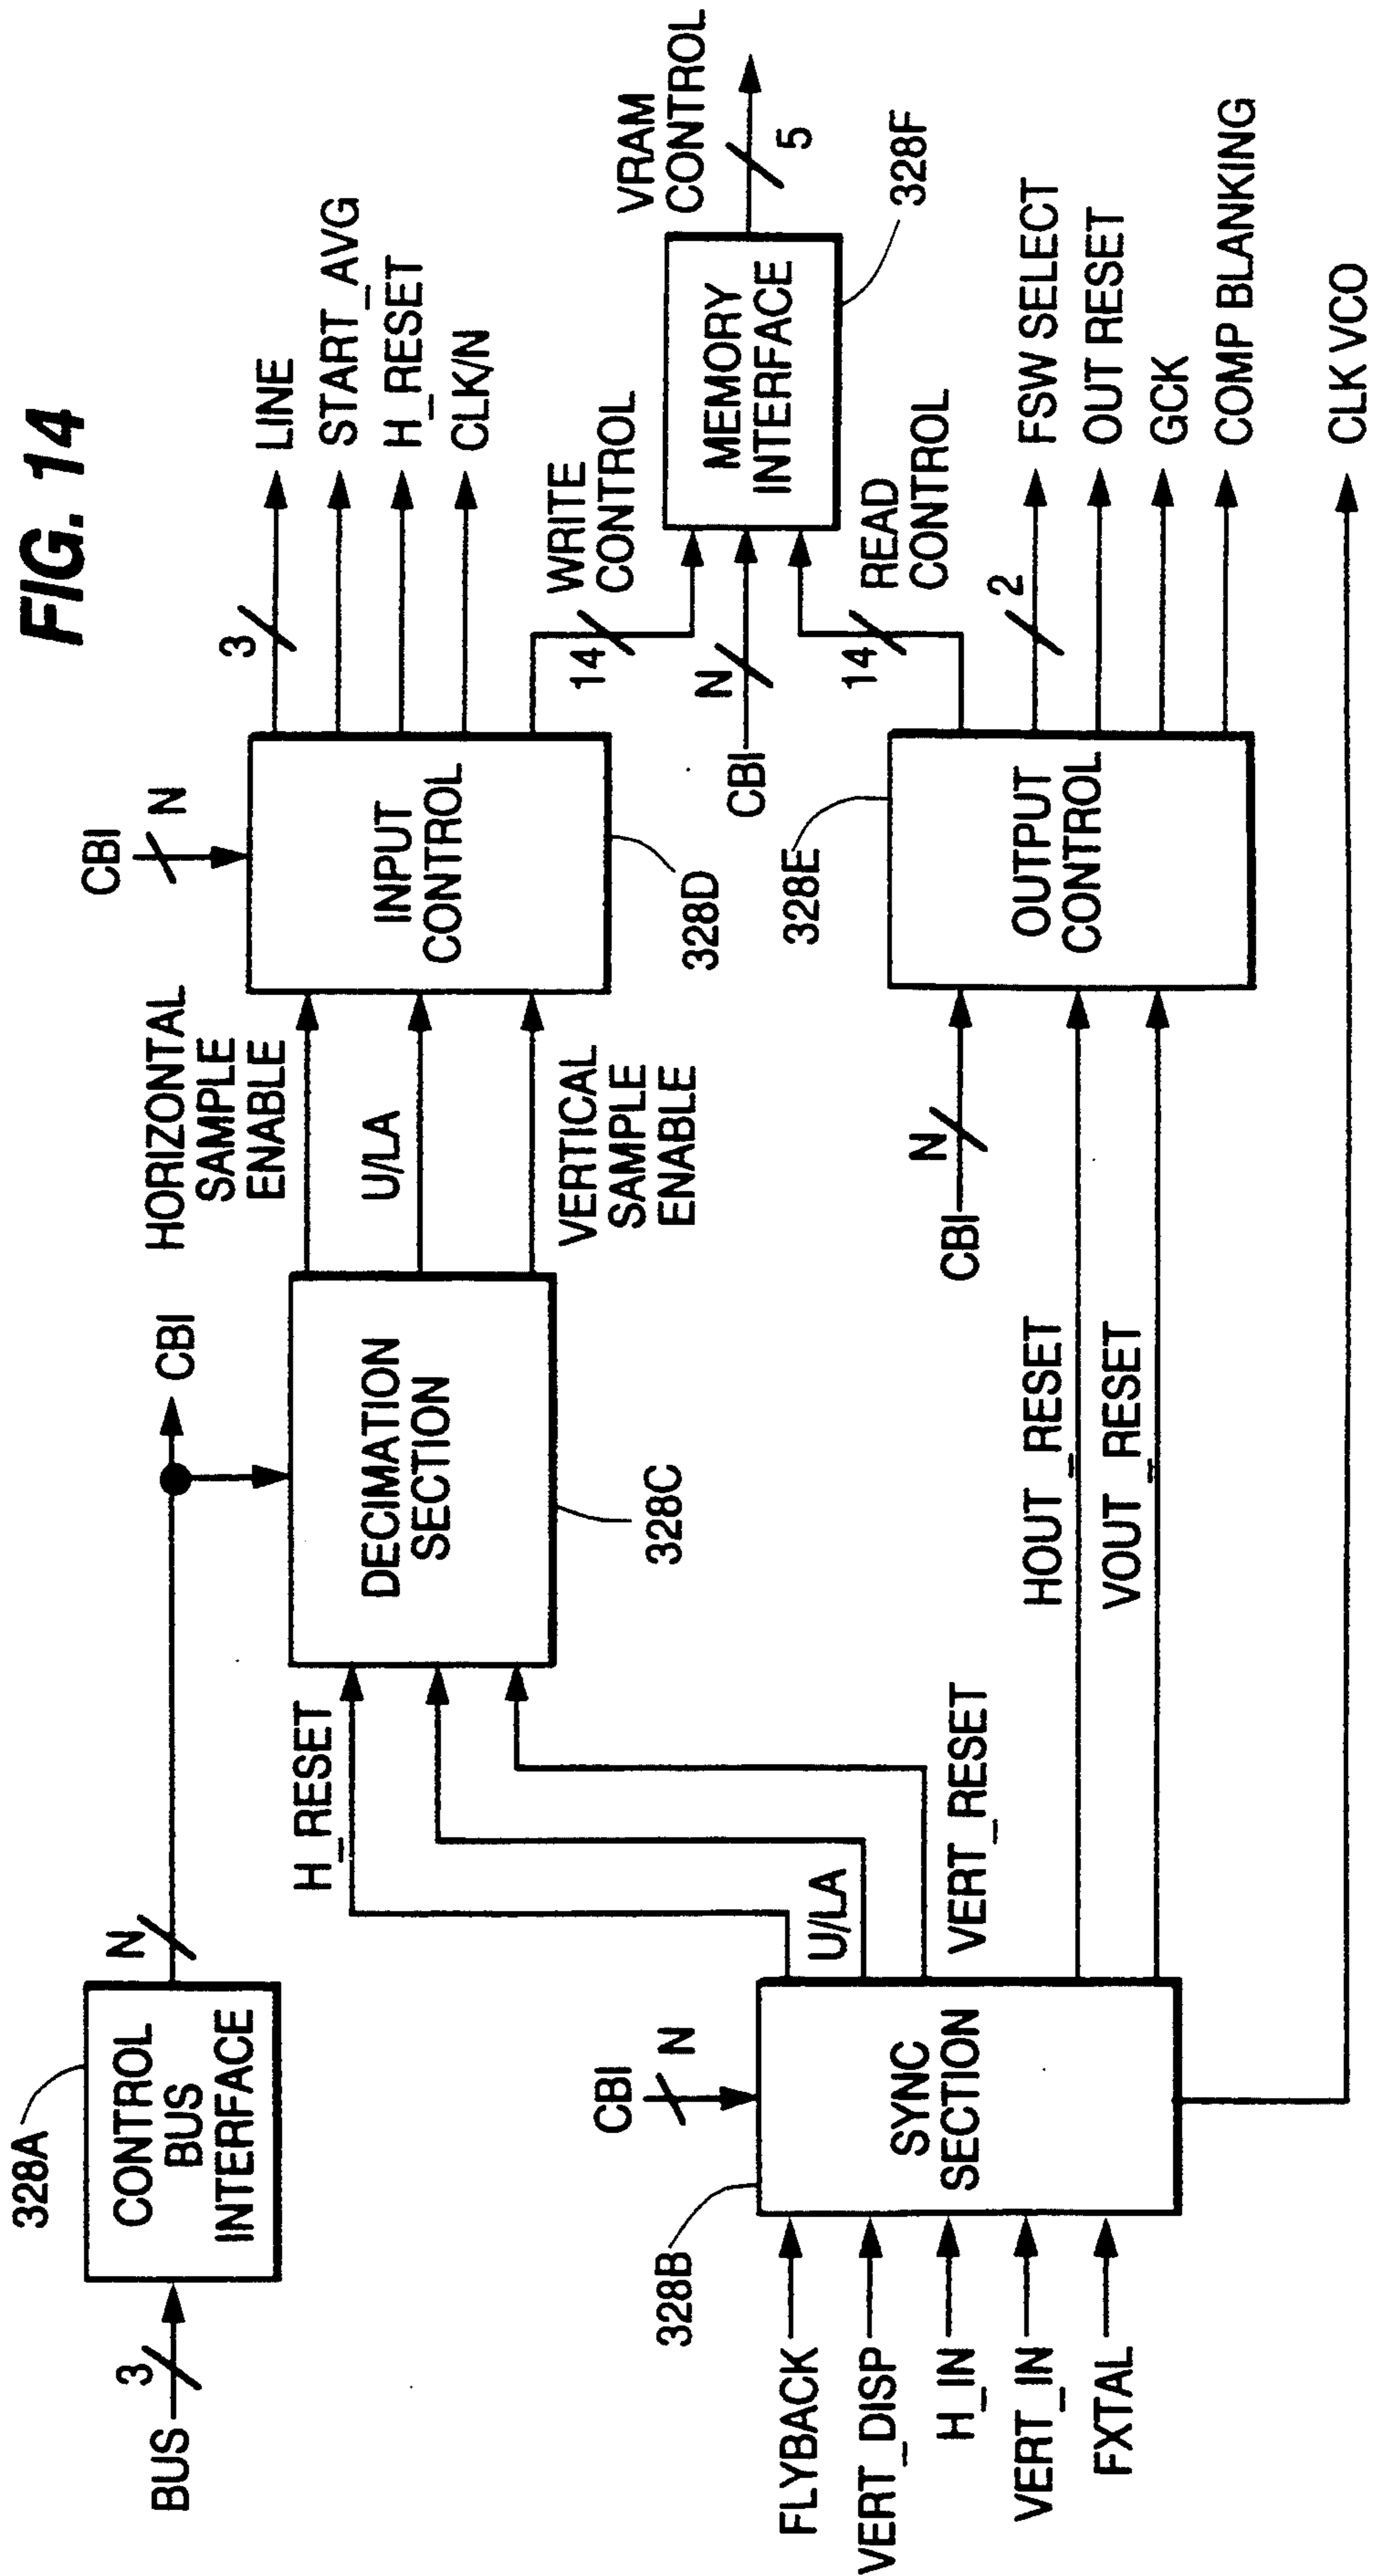 FIG. 14
328A
CONTROL
BUS
INTERFACE
BUS
3
N
CBI
H_RESET
DECIMATION
SECTION
328C
HORIZONTAL
SAMPLE
ENABLE
U/LA
VERTICAL
SAMPLE
ENABLE
CBI
N
INPUT
CONTROL
328D
3
LINE
START_AVG
H_RESET
CLK/N
WRITE
CONTROL
14
N
CBI
14
READ
CONTROL
MEMORY
INTERFACE
328F
VRAM
CONTROL
5
CBI
N
328B
SYNC
SECTION
FLYBACK
VERT_DISP
H_IN
VERT_IN
FXTAL
U/LA
VERT_RESET
HOUT_RESET
VOUT_RESET
N
CBI
328E
OUTPUT
CONTROL
2
FSW SELECT
OUT RESET
GCK
COMP BLANKING
CLK VCO